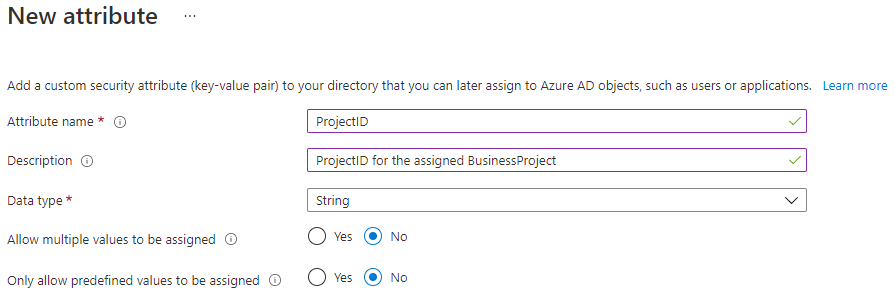 New attribute ...
Add a custom security attribute (key-value pair) to your directory that you can later assign to Azure AD objects, such as users or applications. Learn more
Attribute name * ProjectID
Description ProjectID for the assigned BusinessProject
Data type * String
Allow multiple values to be assigned Yes No
Only allow predefined values to be assigned Yes No